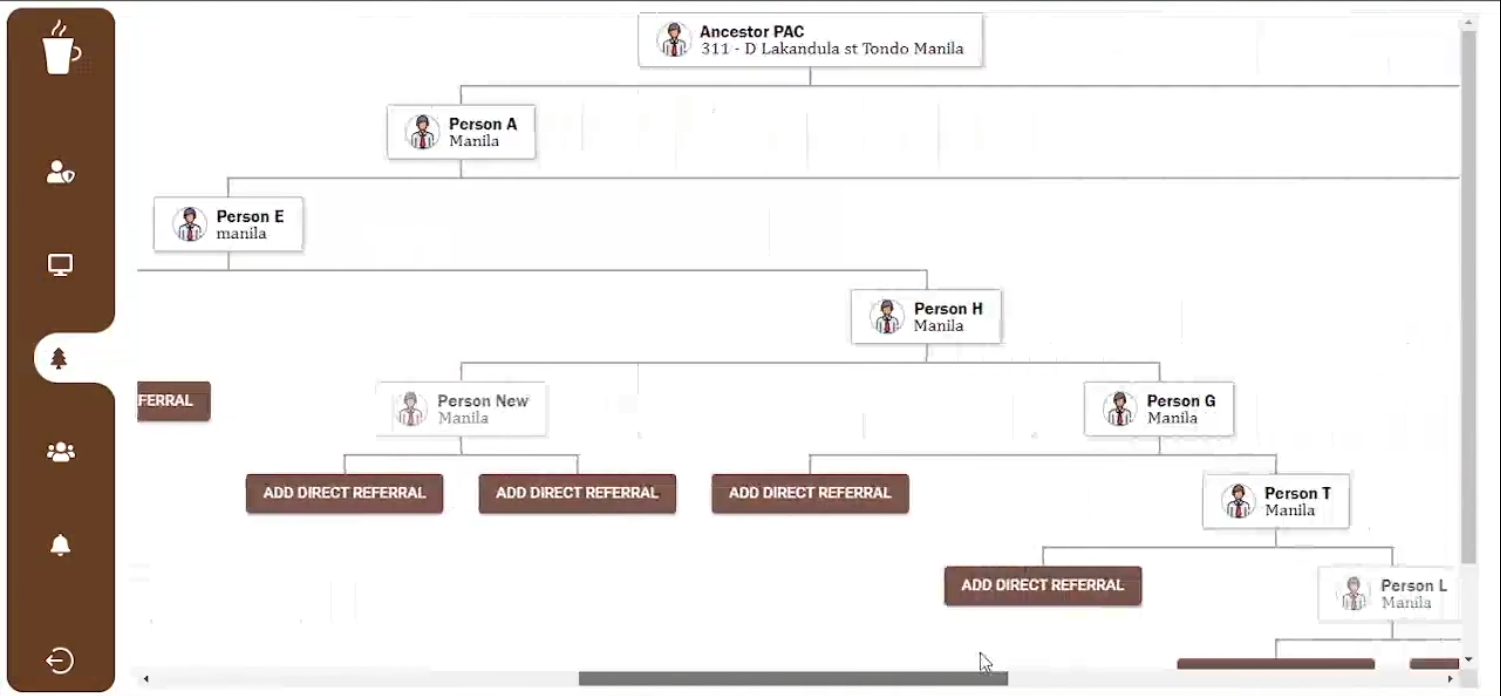 Ancestor PAC
311 - D Lakandula st Tondo Manila
Person A
Manila
Person E
manila
Person H
Manila
FERRAL
Person New
Manila
Person G
Manila
ADD DIRECT REFERRAL
ADD DIRECT REFERRAL
ADD DIRECT REFERRAL
Person T
Manila
ADD DIRECT REFERRAL
Person L
Manila